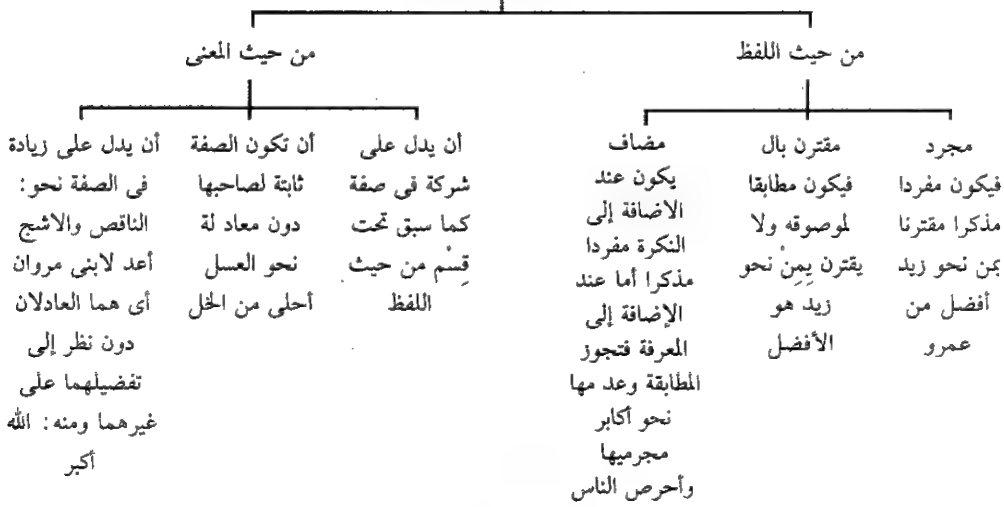 من حيث اللفظ
من حيث المعنى
مجرد
فيكون مفردا
مذكرا مقترنا
بمن نحو زيد
أفضل من
عمرو
مقترن بال
فيكون مطابقا
لموصوقه ولا
يقترن بِمِنْ نحو
زيد هو
الأفضل
مضاف
يكون عند
الاضافة إلى
النكرة مفردا
مذكرا أما عند
الإضافة إلى
المعرفة فتجوز
المطابقة وعد مها
نحو أكابر
مجرميها
وأحرص الناس
أن يدل على
شركة فى صفة
كما سبق تحت
قِسْم من حيث
اللفظ
أن تكون الصفة
ثابتة لصاحبها
دون معاد لة
نحو العسل
أحلى من الخل
أن يدل على زيادة
فى الصفة نحو:
الناقص والاشج
أعد لابنى مروان
أى هما العادلان
دون نظر إلى
تفضيلهما على
غيرهما ومنه: الله
أكبر